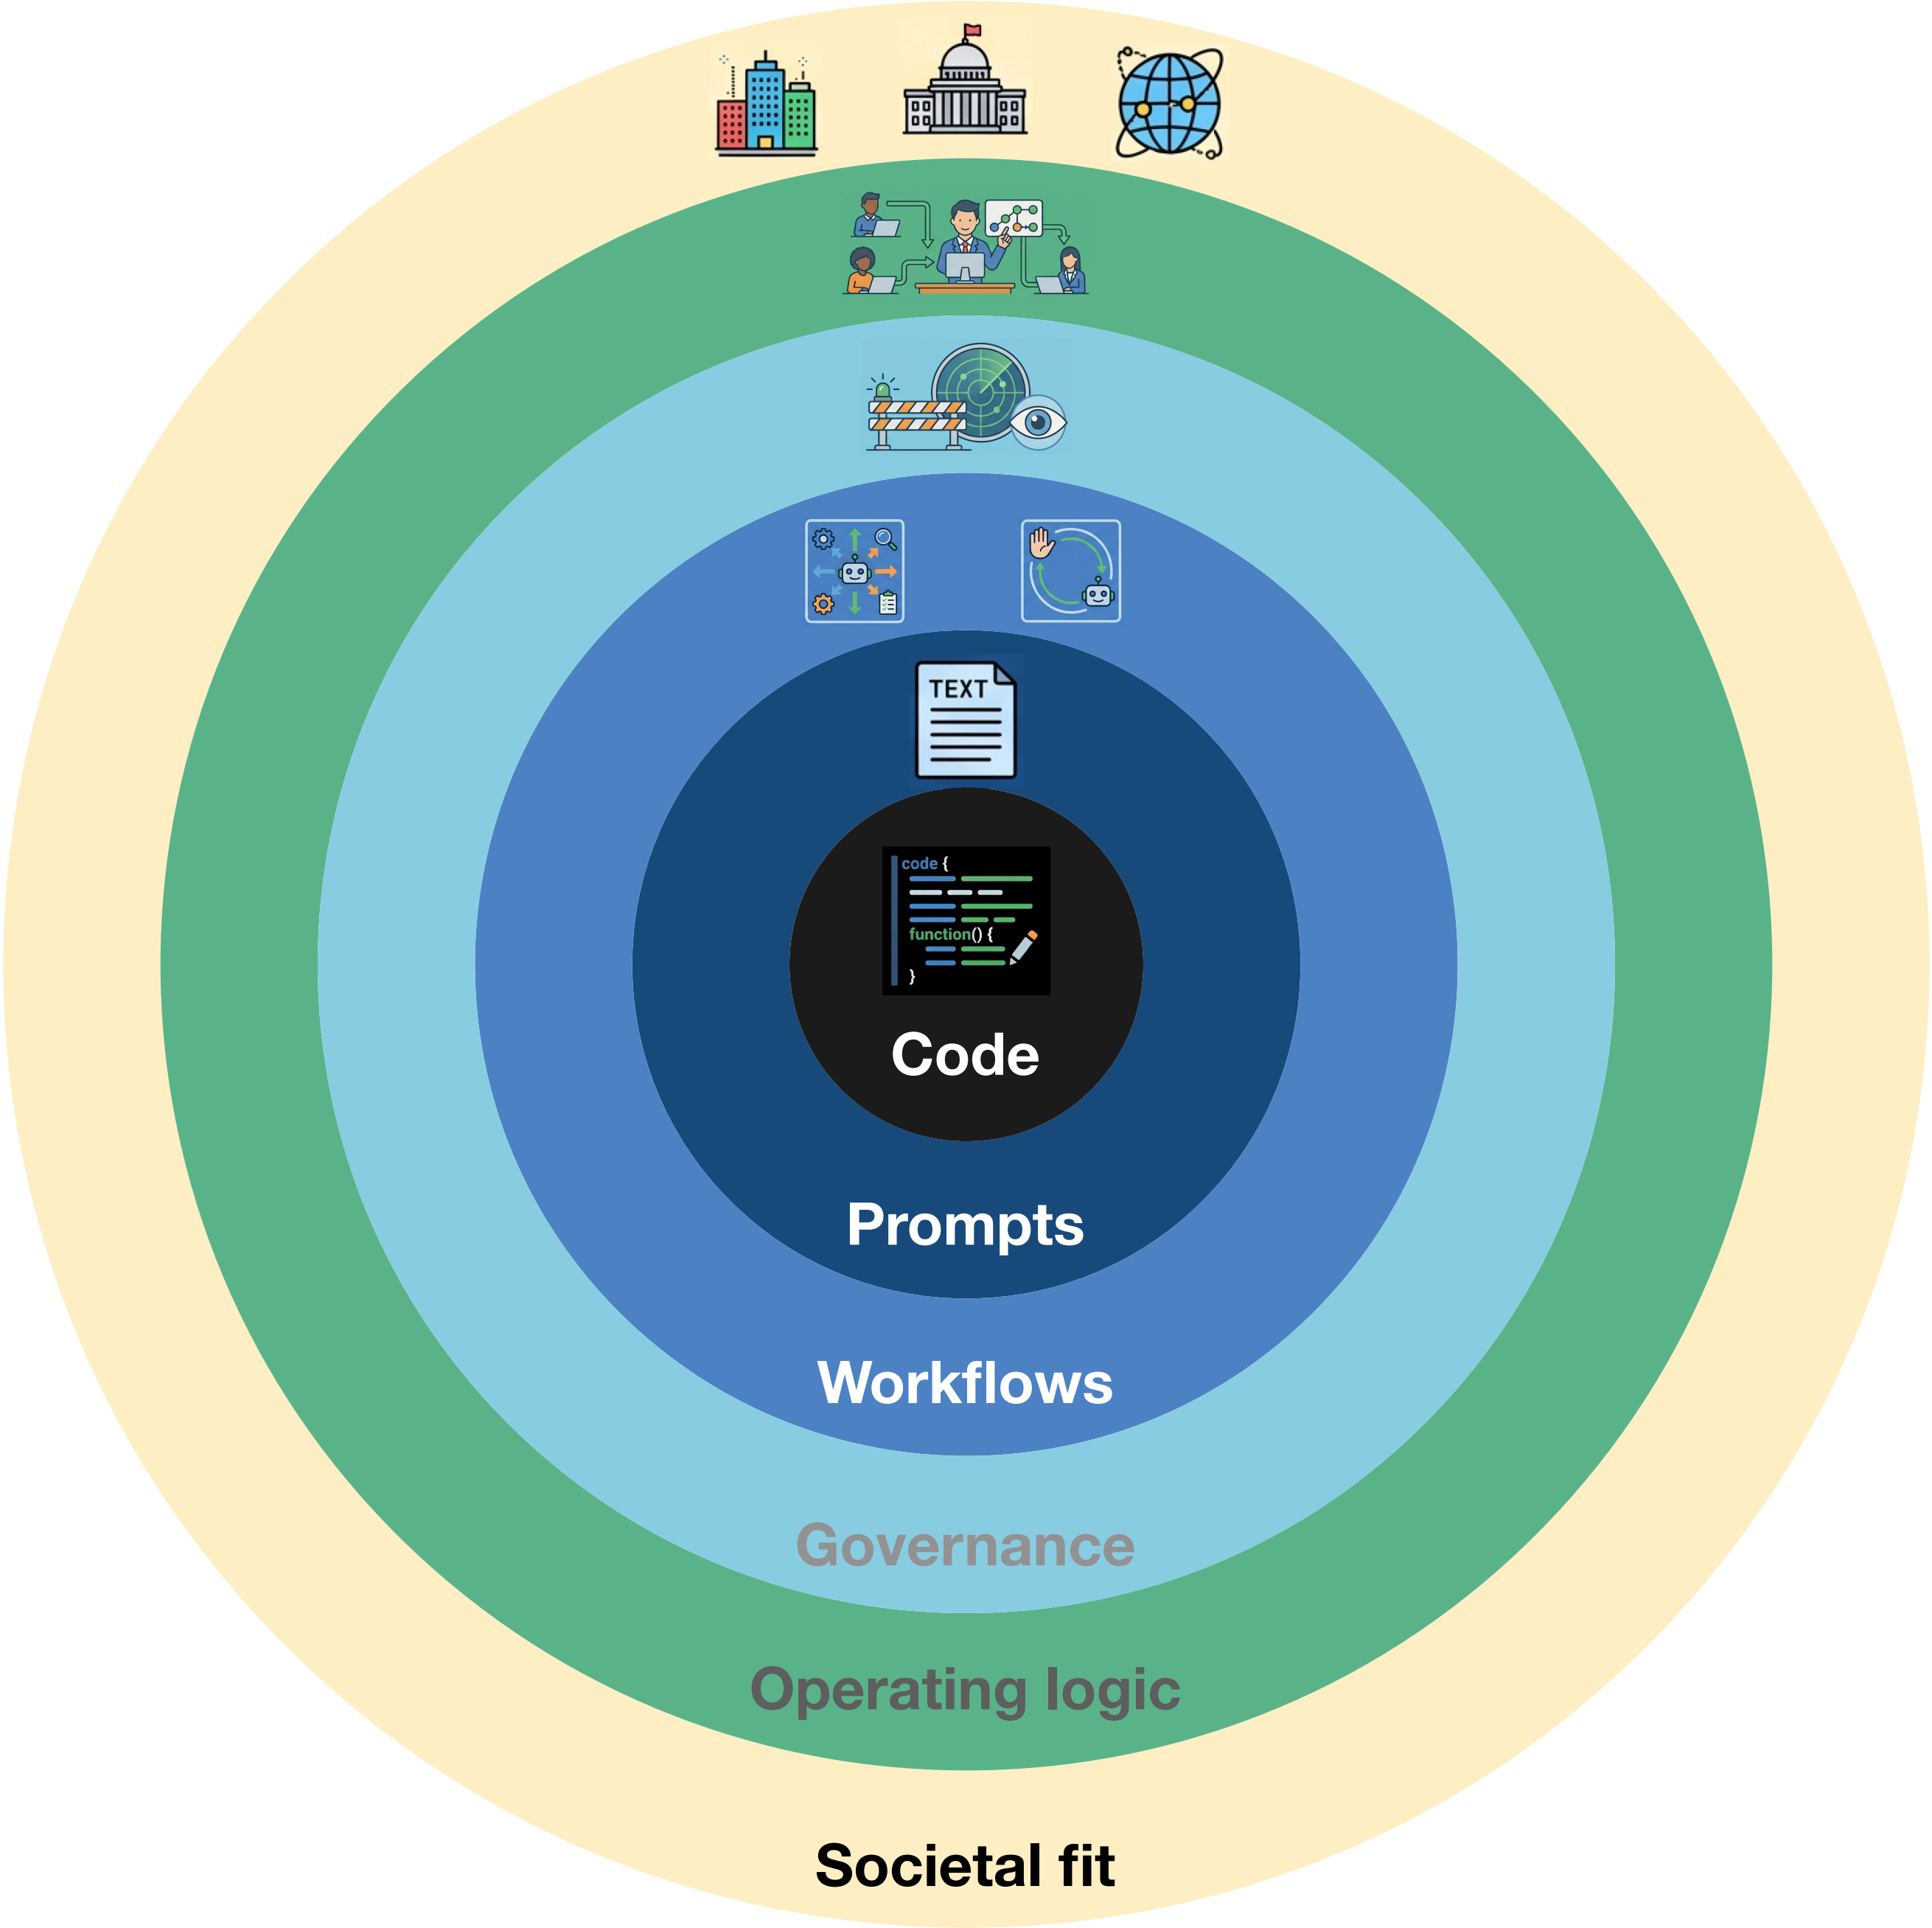 TEXT
code {
function() {
}
Code
Prompts
Workflows
Governance
Operating logic
Societal fit